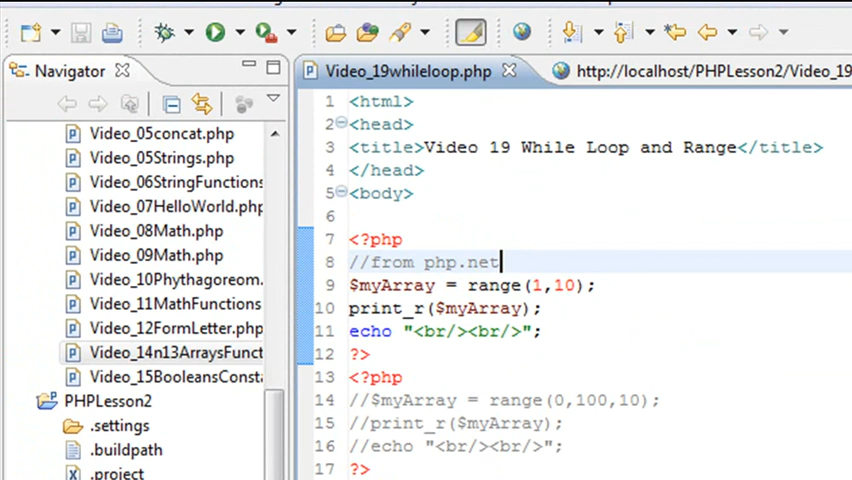 Navigator
Video_05concat.php
Video_05Strings.php
Video_06StringFunctions
Video_07HelloWorld.php
Video_08Math.php
Video_09Math.php
Video_10Phythagoreom.
Video_11MathFunctions
Video_12FormLetter.php
Video_14n13ArraysFunct
Video_15BooleansConsta
PHPLesson2
.settings
.buildpath
.project
Video_19whileloop.php
http://localhost/PHPLesson2/Video_19
1 <html>
2 <head>
3 <title>Video 19 While Loop and Range</title>
4 </head>
5 <body>
6
7 <?php
8 //from php.net
9 $myArray = range(1,10);
10 print_r($myArray);
11 echo "<br/><br/>";
12 ?>
13 <?php
14 //$myArray = range(0,100,10);
15 //print_r($myArray);
16 //echo "<br/><br/>";
17 ?>